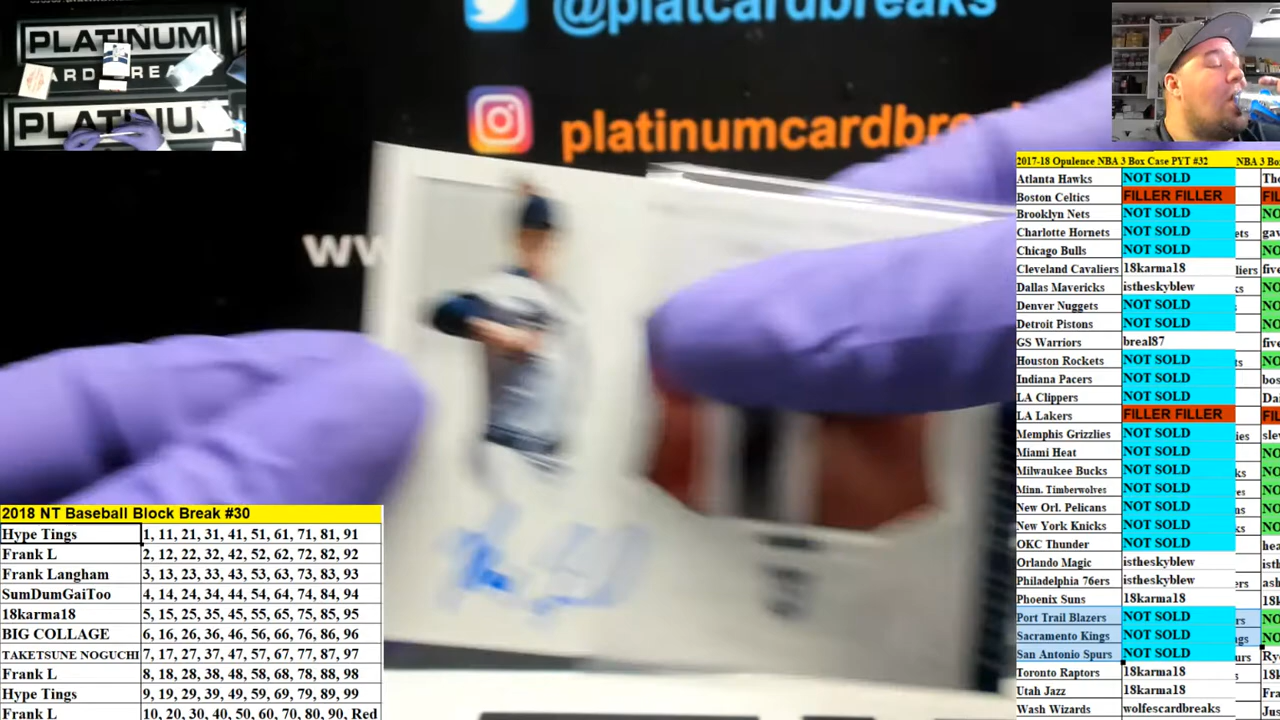 PLATINUM
ARD BREA
PLATINU
@platcardbreaks
platinumcardbre
www
2017-18 Opulence NBA 3 Box Case PYT #32
Atlanta Hawks NOT SOLD
Boston Celtics FILLER FILLER
Brooklyn Nets NOT SOLD
Charlotte Hornets NOT SOLD
Chicago Bulls NOT SOLD
Cleveland Cavaliers 18karma18
Dallas Mavericks istheskyblew
Denver Nuggets NOT SOLD
Detroit Pistons NOT SOLD
GS Warriors breal87
Houston Rockets NOT SOLD
Indiana Pacers NOT SOLD
LA Clippers NOT SOLD
LA Lakers FILLER FILLER
Memphis Grizzlies NOT SOLD
Miami Heat NOT SOLD
Milwaukee Bucks NOT SOLD
Minn. Timberwolves NOT SOLD
New Orl. Pelicans NOT SOLD
New York Knicks NOT SOLD
OKC Thunder NOT SOLD
Orlando Magic istheskyblew
Philadelphia 76ers istheskyblew
Phoenix Suns 18karma18
Port Trail Blazers NOT SOLD
Sacramento Kings NOT SOLD
San Antonio Spurs NOT SOLD
Toronto Raptors 18karma18
Utah Jazz 18karma18
Wash Wizards wolfescardbreaks
NBA 3 Bo
2018 NT Baseball Block Break #30
Hype Tings 1, 11, 21, 31, 41, 51, 61, 71, 81, 91
Frank L 2, 12, 22, 32, 42, 52, 62, 72, 82, 92
Frank Langham 3, 13, 23, 33, 43, 53, 63, 73, 83, 93
SumDumGaiToo 4, 14, 24, 34, 44, 54, 64, 74, 84, 94
18karma18 5, 15, 25, 35, 45, 55, 65, 75, 85, 95
BIG COLLAGE 6, 16, 26, 36, 46, 56, 66, 76, 86, 96
TAKETSUNE NOGUCHI 7, 17, 27, 37, 47, 57, 67, 77, 87, 97
Frank L 8, 18, 28, 38, 48, 58, 68, 78, 88, 98
Hype Tings 9, 19, 29, 39, 49, 59, 69, 79, 89, 99
Frank L 10, 20, 30, 40, 50, 60, 70, 80, 90, Red